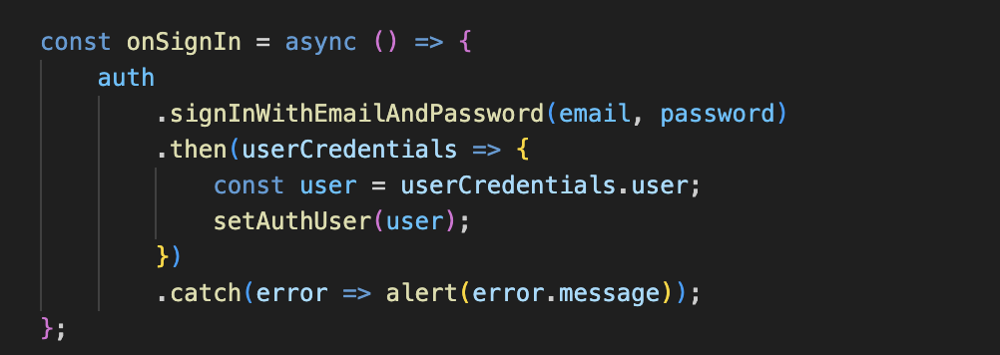 const onSignIn = async () => {
    auth
        .signInWithEmailAndPassword(email, password)
        .then(userCredentials => {
            const user = userCredentials.user;
            setAuthUser(user);
        })
        .catch(error => alert(error.message));
};